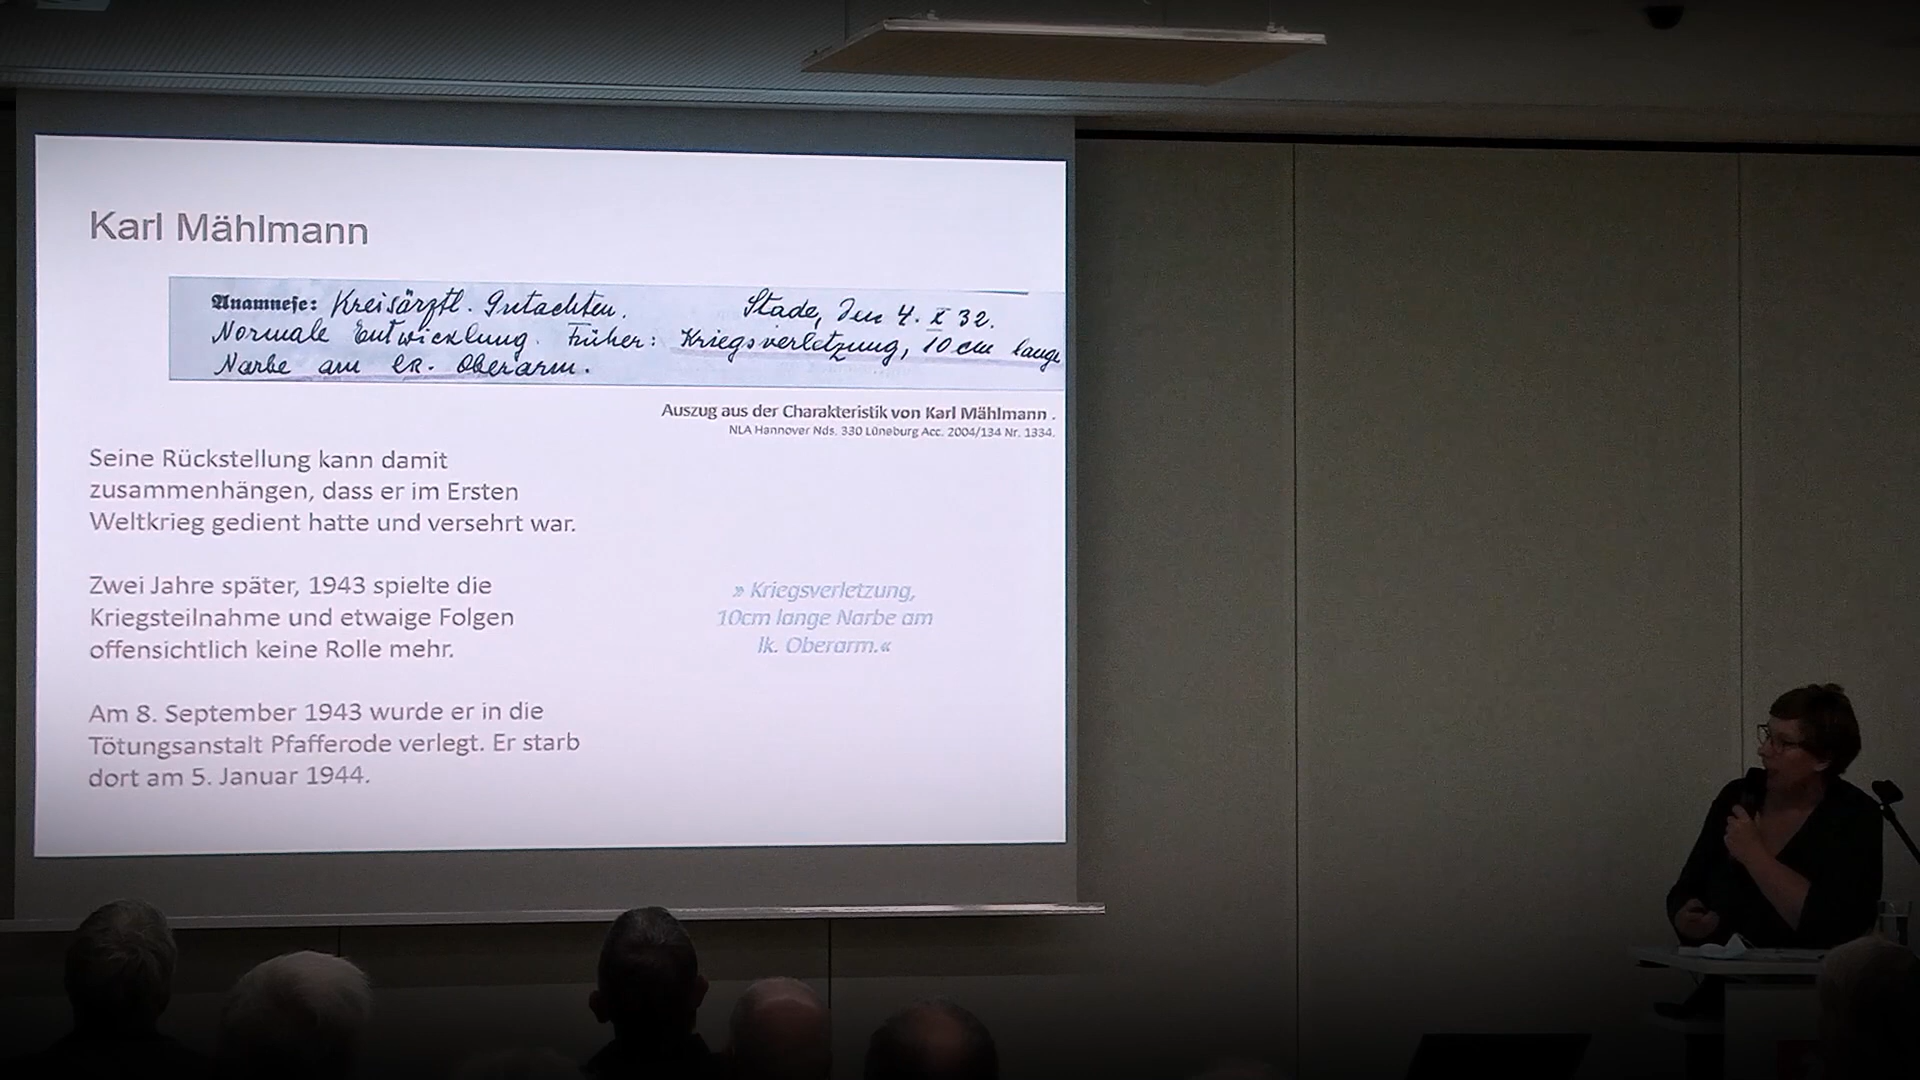 Karl Mählmann
Anamnese: Kreisärztl. Gutachten. Stade, den 4. X 32.
Normale Entwicklung. Früher: Kriegsverletzung, 10 cm lange
Narbe am lk. Oberarm.
Auszug aus der Charakteristik von Karl Mählmann .
NLA Hannover Nds. 330 Lüneburg Acc. 2004/134 Nr. 1334.
Seine Rückstellung kann damit
zusammenhängen, dass er im Ersten
Weltkrieg gedient hatte und versehrt war.
Zwei Jahre später, 1943 spielte die
Kriegsteilnahme und etwaige Folgen
offensichtlich keine Rolle mehr.
Am 8. September 1943 wurde er in die
Tötungsanstalt Pfafferode verlegt. Er starb
dort am 5. Januar 1944.
» Kriegsverletzung,
10cm lange Narbe am
lk. Oberarm.«